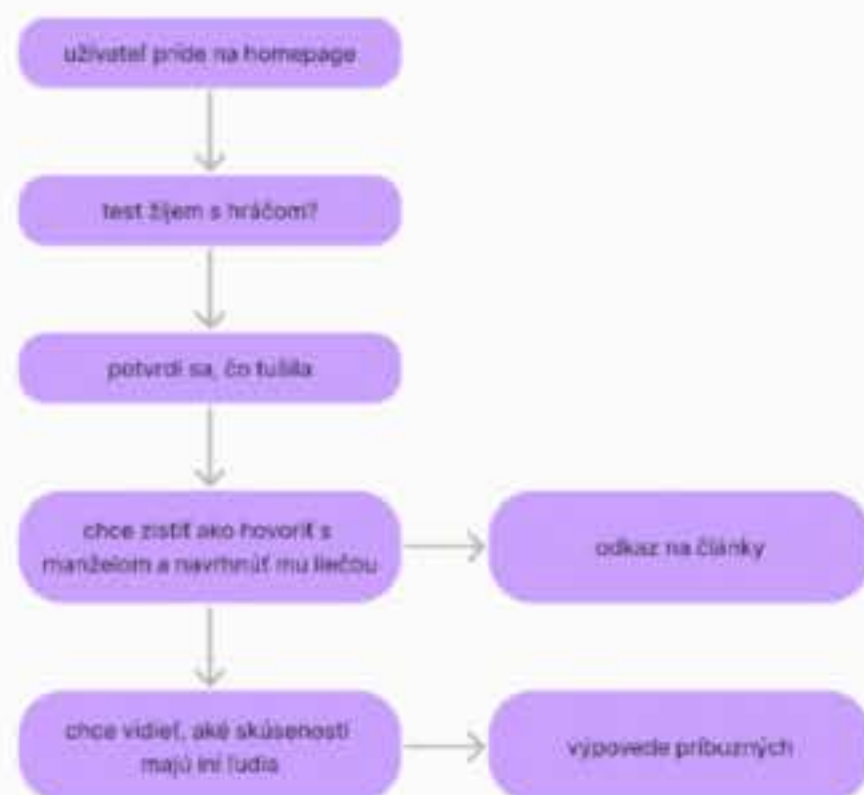 užívateľ príde na homepage
test žijem s hráčom?
potvrdí sa, čo tušila
chce zistiť ako hovoriť s
manželom a navrhnúť mu liečbu
odkaz na články
chce vidieť, aké skúsenosti
majú iní ľudia
výpovede príbuzných